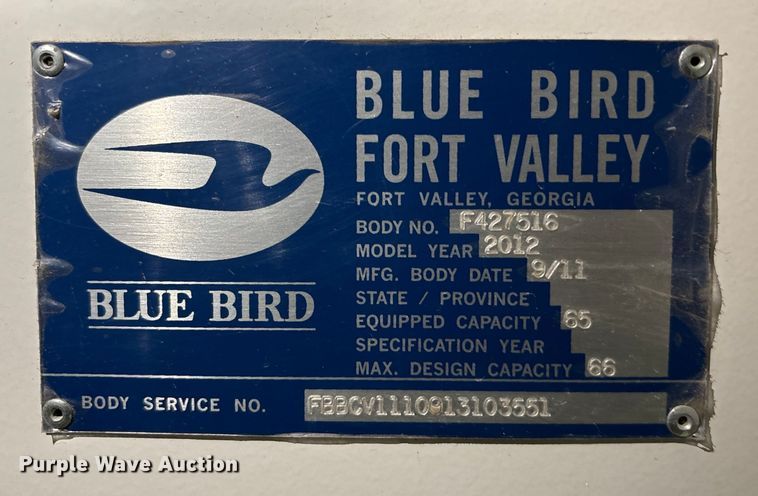 BLUE BIRD
BLUE BIRD
FORT VALLEY
FORT VALLEY, GEORGIA
BODY NO. F427516
MODEL YEAR 2012
MFG. BODY DATE 9/11
STATE / PROVINCE
EQUIPPED CAPACITY 65
SPECIFICATION YEAR
MAX. DESIGN CAPACITY 66
BODY SERVICE NO. FBBCV1110913103551
Purple Wave Auction